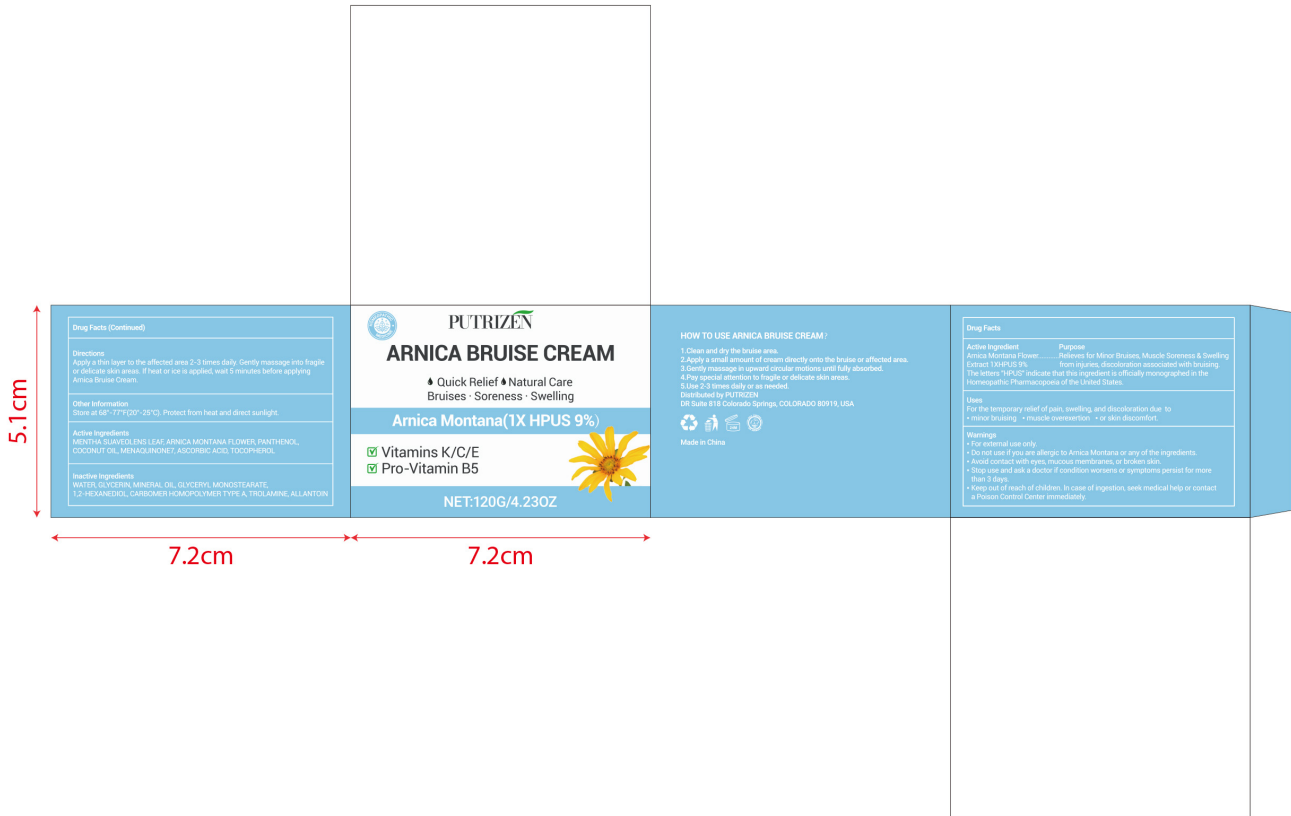 Drug Facts (Continued)
Directions
Apply a thin layer to the affected area 2-3 times daily. Gently massage into fragile
or delicate skin areas. If heat or ice is applied, wait 5 minutes before applying
Arnica Bruise Cream.
Other Information
Store at 68°-77°F(20°-25°C). Protect from heat and direct sunlight.
Active Ingredients
MENTHA SUAVEOLENS LEAF, ARNICA MONTANA FLOWER, PANTHENOL,
COCONUT OIL, MENAQUINONE7, ASCORBIC ACID, TOCOPHEROL
Inactive Ingredients
WATER, GLYCERIN, MINERAL OIL, GLYCERYL MONOSTEARATE,
1,2-HEXANEDIOL, CARBOMER HOMOPOLYMER TYPE A, TROLAMINE, ALLANTOIN
PUTRIZEN
ARNICA BRUISE CREAM
Quick Relief Natural Care
Bruises · Soreness · Swelling
Arnica Montana(1X HPUS 9%)
Vitamins K/C/E
Pro-Vitamin B5
NET:120G/4.23OZ
HOW TO USE ARNICA BRUISE CREAM?
1.Clean and dry the bruise area.
2.Apply a small amount of cream directly onto the bruise or affected area.
3.Gently massage in upward circular motions until fully absorbed.
4.Pay special attention to fragile or delicate skin areas.
5.Use 2-3 times daily or as needed.
Distributed by PUTRIZEN
DR Suite 818 Colorado Springs, COLORADO 80919, USA
Made in China
Drug Facts
Active Ingredient Purpose
Arnica Montana Flower..........Relieves for Minor Bruises, Muscle Soreness & Swelling
Extract 1XHPUS 9% from injuries, discoloration associated with bruising.
The letters "HPUS" indicate that this ingredient is officially monographed in the
Homeopathic Pharmacopoeia of the United States.
Uses
For the temporary relief of pain, swelling, and discoloration due to
• minor bruising • muscle overexertion • or skin discomfort.
Warnings
• For external use only.
• Do not use if you are allergic to Arnica Montana or any of the ingredients.
• Avoid contact with eyes, mucous membranes, or broken skin.
• Stop use and ask a doctor if condition worsens or symptoms persist for more
than 3 days.
• Keep out of reach of children. In case of ingestion, seek medical help or contact
a Poison Control Center immediately.
5.1cm
7.2cm
7.2cm